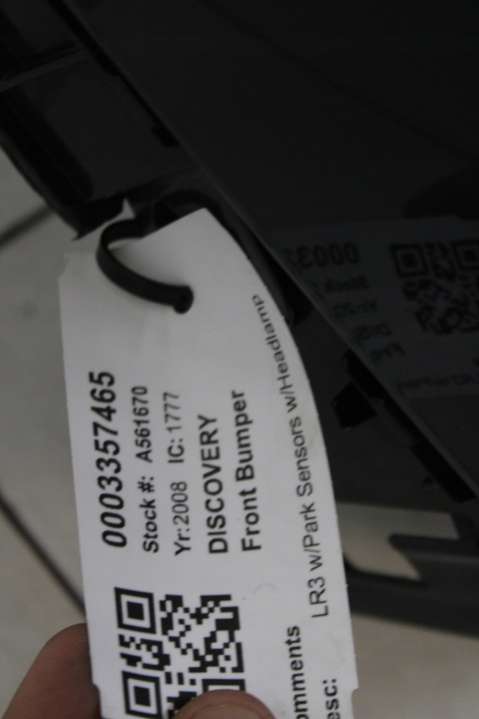 0003357465
Stock #: A561670
Yr:2008 IC: 1777
DISCOVERY
Front Bumper
LR3 w/Park Sensors w/Headlamp
omments
esc: